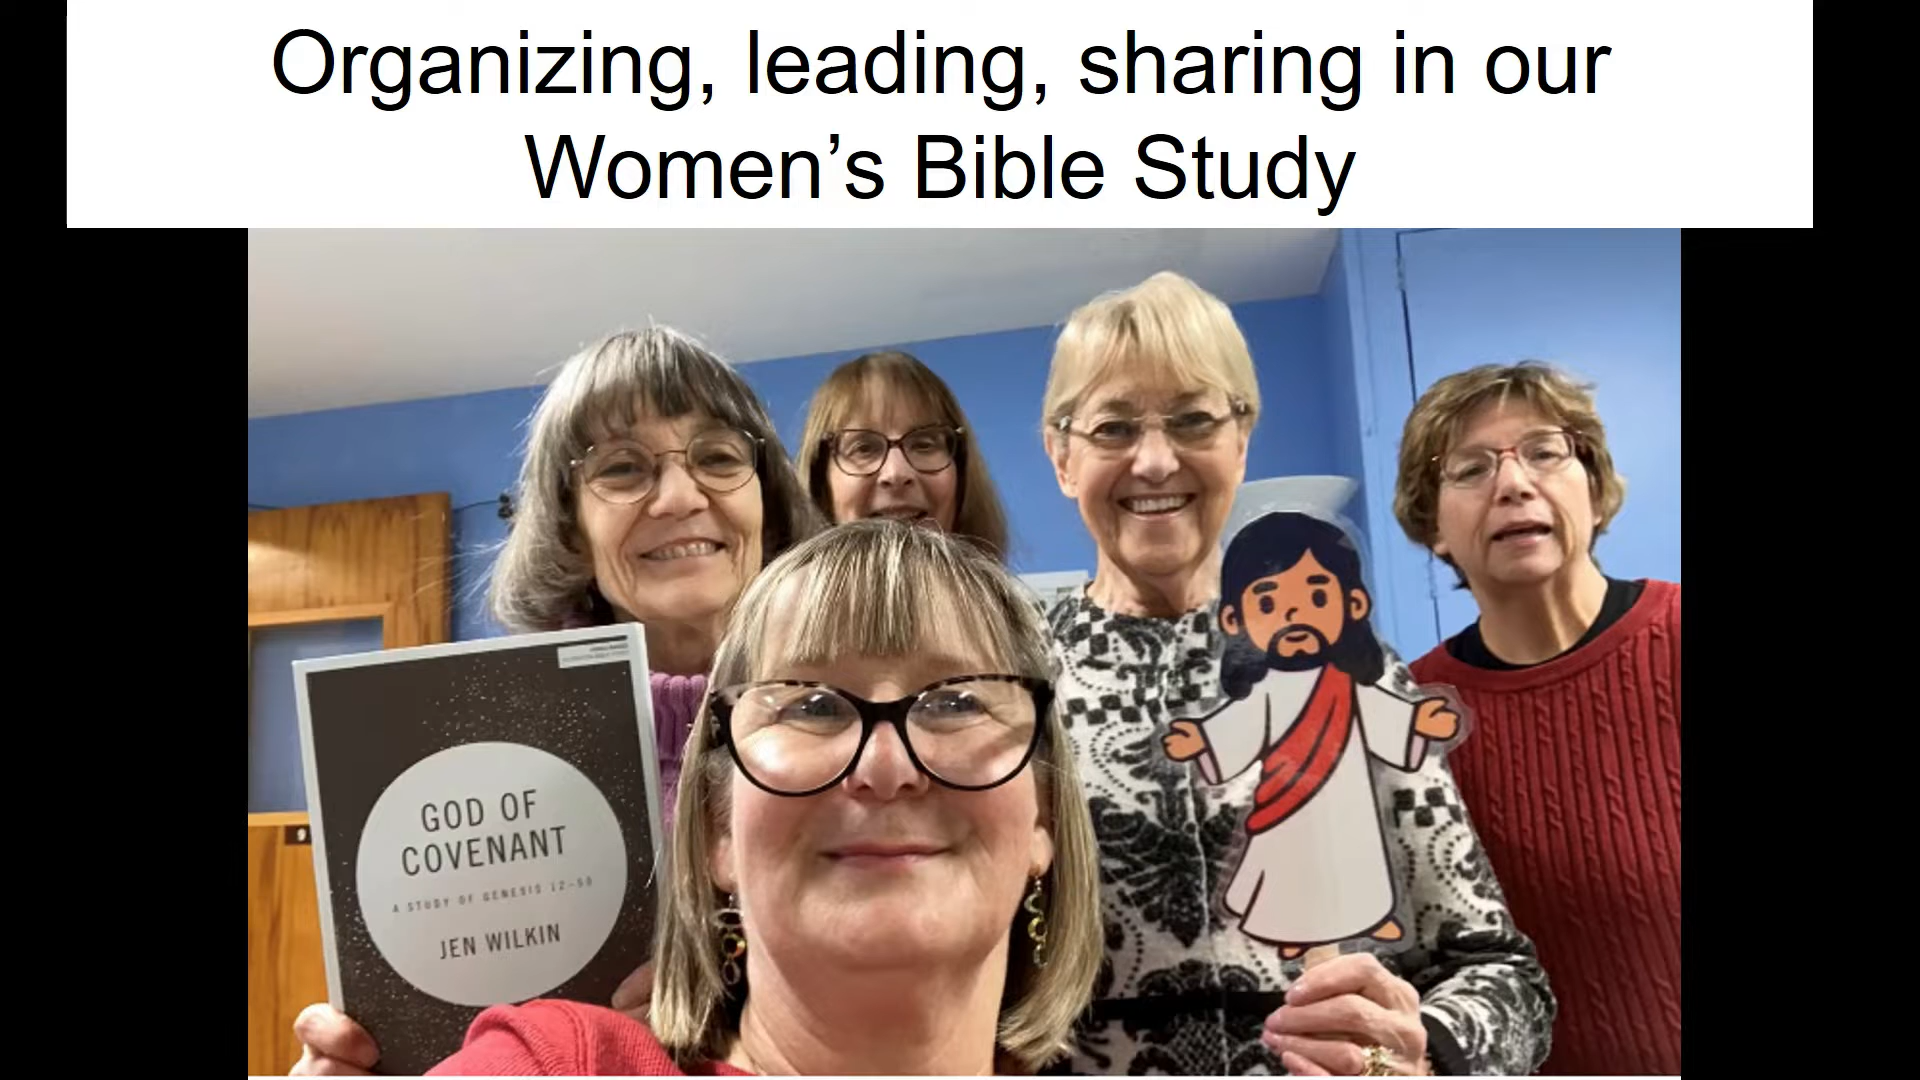 Organizing, leading, sharing in our
Women’s Bible Study
GOD OF
COVENANT
A STUDY OF GENESIS 12–50
JEN WILKIN